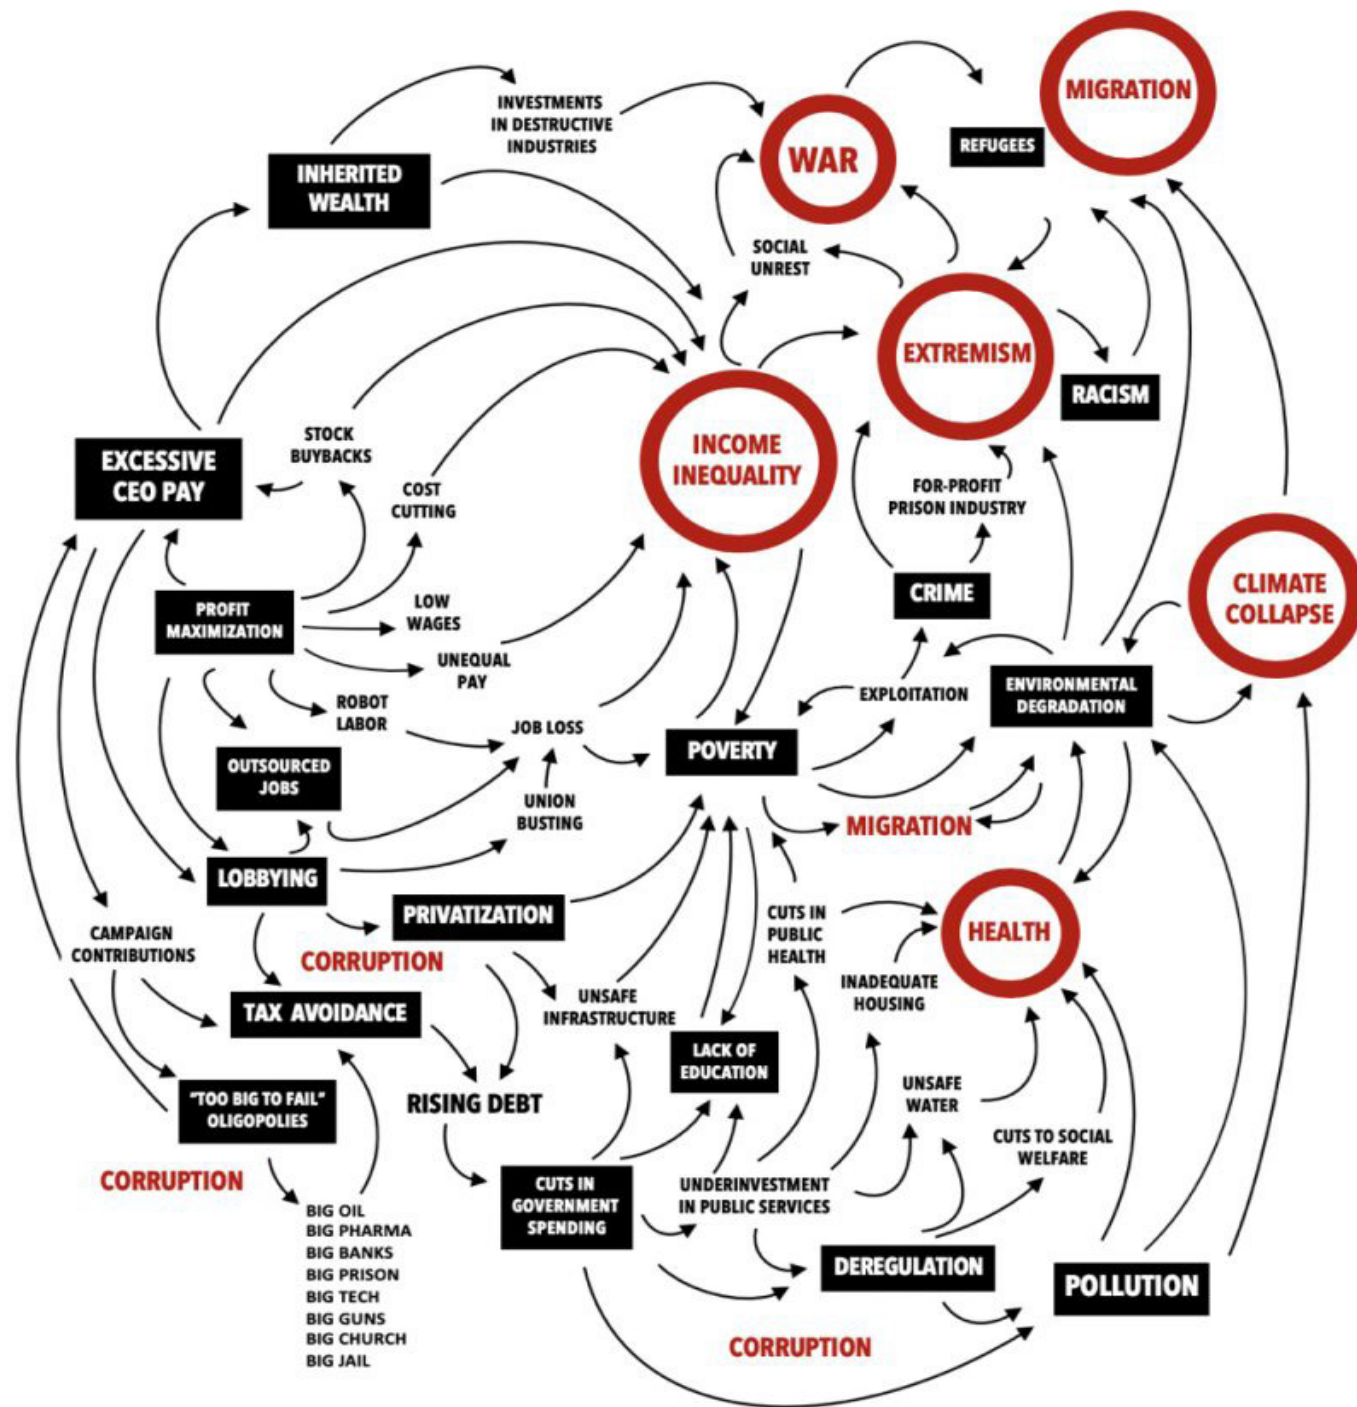 MIGRATION
INVESTMENTS
IN DESTRUCTIVE
INDUSTRIES
WAR
REFUGEES
INHERITED
WEALTH
SOCIAL
UNREST
EXTREMISM
RACISM
STOCK
BUYBACKS
INCOME
INEQUALITY
EXCESSIVE
CEO PAY
COST
CUTTING
FOR-PROFIT
PRISON INDUSTRY
CRIME
CLIMATE
COLLAPSE
PROFIT
MAXIMIZATION
LOW
WAGES
UNEQUAL
PAY
EXPLOITATION
ENVIRONMENTAL
DEGRADATION
ROBOT
LABOR
JOB LOSS
POVERTY
OUTSOURCED
JOBS
UNION
BUSTING
MIGRATION
LOBBYING
PRIVATIZATION
CUTS IN
PUBLIC
HEALTH
HEALTH
CAMPAIGN
CONTRIBUTIONS
CORRUPTION
INADEQUATE
HOUSING
TAX AVOIDANCE
UNSAFE
INFRASTRUCTURE
LACK OF
EDUCATION
"TOO BIG TO FAIL"
OLIGOPOLIES
RISING DEBT
UNSAFE
WATER
CUTS TO SOCIAL
WELFARE
CORRUPTION
CUTS IN
GOVERNMENT
SPENDING
UNDERINVESTMENT
IN PUBLIC SERVICES
BIG OIL
BIG PHARMA
BIG BANKS
BIG PRISON
BIG TECH
BIG GUNS
BIG CHURCH
BIG JAIL
DEREGULATION
POLLUTION
CORRUPTION